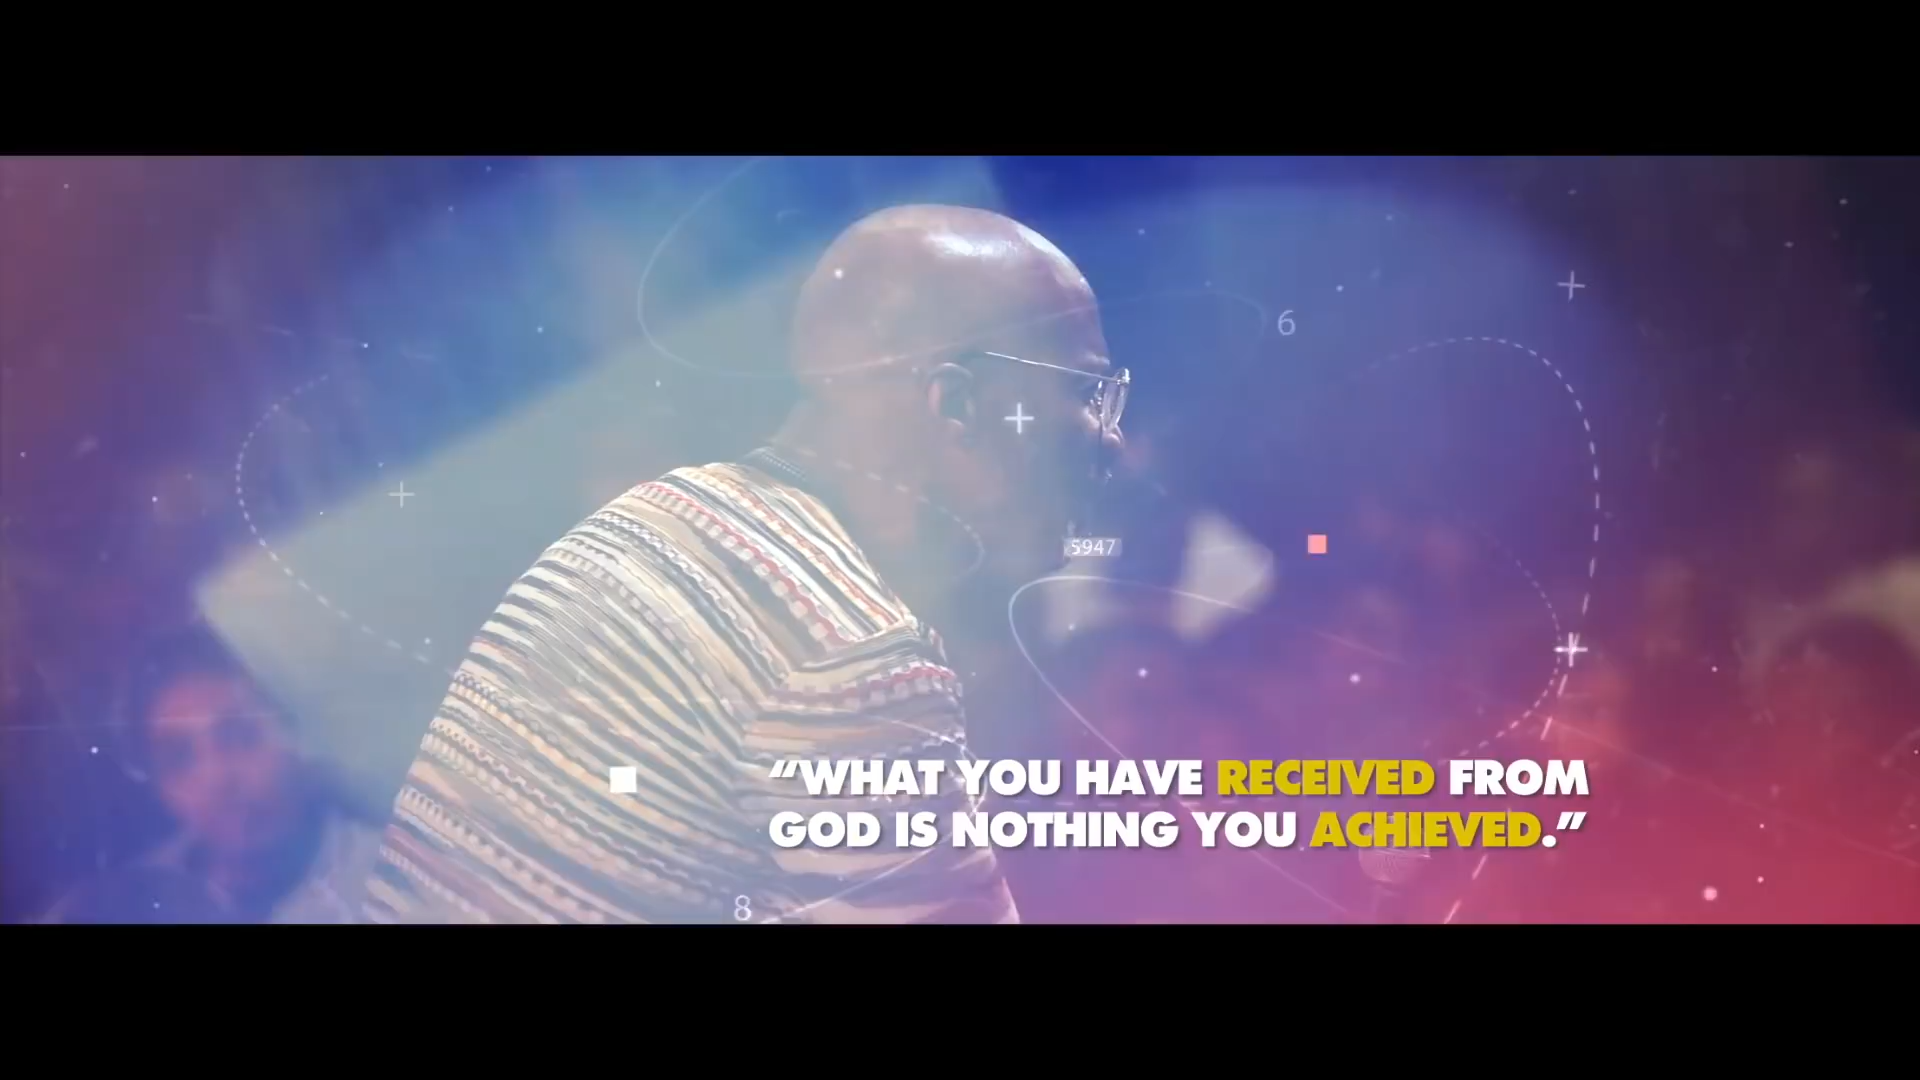 6
5947
“WHAT YOU HAVE RECEIVED FROM
GOD IS NOTHING YOU ACHIEVED.”
8